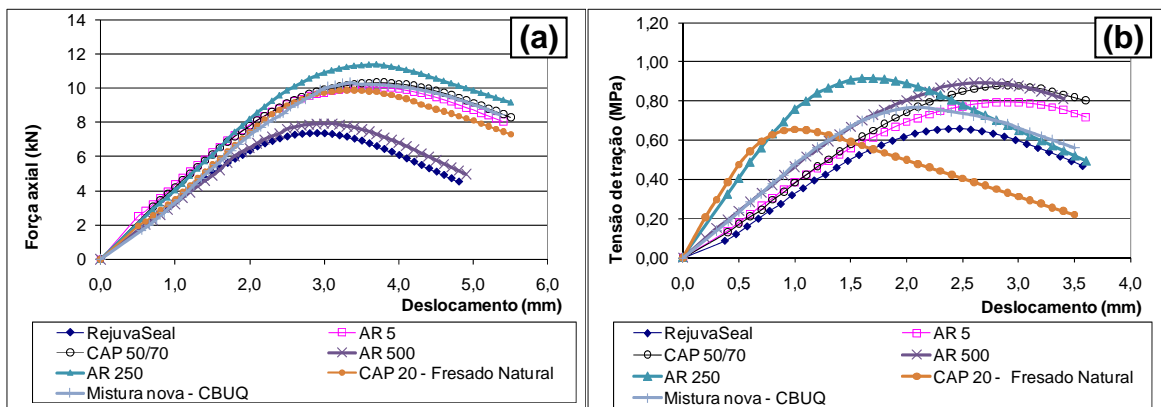 (a)
Força axial (kN)
14
12
10
8
6
4
2
0
0,0 1,0 2,0 3,0 4,0 5,0 6,0
Deslocamento (mm)
RejuvaSeal AR 5
CAP 50/70 AR 500
AR 250 CAP 20 - Fresado Natural
Mistura nova - CBUQ
(b)
Tensão de tração (MPa)
1,20
1,00
0,80
0,60
0,40
0,20
0,00
0,0 0,5 1,0 1,5 2,0 2,5 3,0 3,5 4,0
Deslocamento (mm)
RejuvaSeal AR 5
CAP 50/70 AR 500
AR 250 CAP 20 - Fresado Natural
Mistura nova - CBUQ